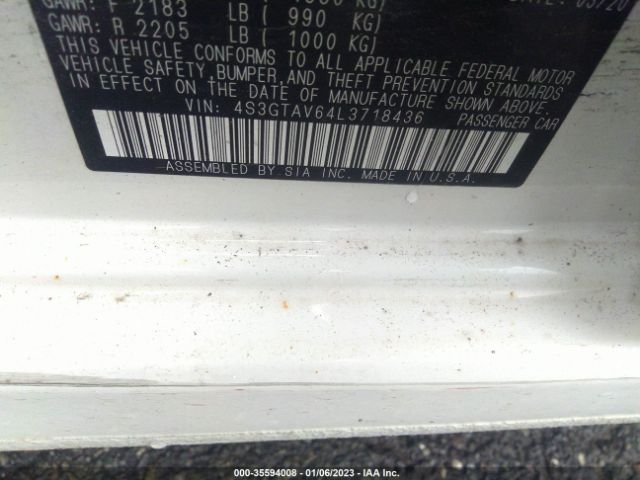 GAWR: F 2183 LB ( 990 KG)
GAWR: R 2205 LB ( 1000 KG)
THIS VEHICLE CONFORMS TO ALL APPLICABLE FEDERAL MOTOR
VEHICLE SAFETY, BUMPER, AND THEFT PREVENTION STANDARDS
IN EFFECT ON THE DATE OF MANUFACTURE SHOWN ABOVE.
VIN: 4S3GTAV64L3718436 PASSENGER CAR
ASSEMBLED BY SIA INC. MADE IN U.S.A.
000-35594008 — 01/06/2023 — IAA Inc.